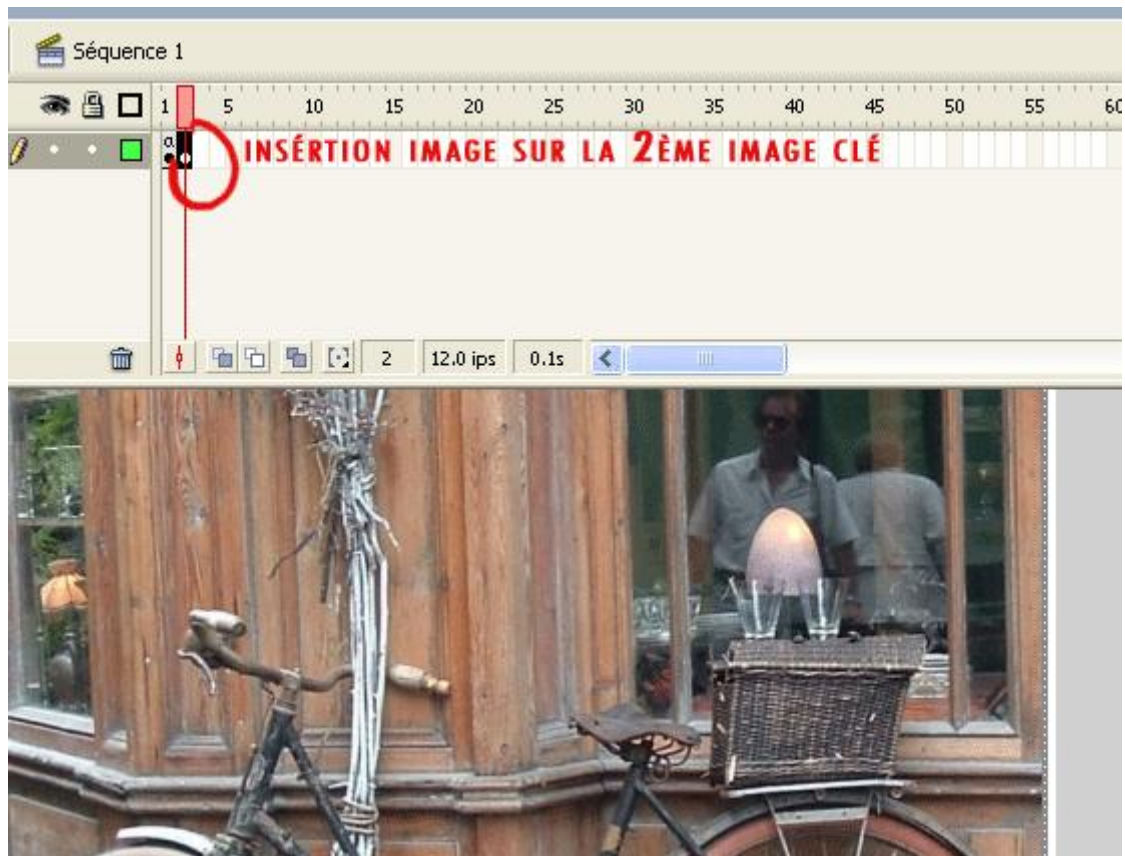 Séquence 1
1 5 10 15 20 25 30 35 40 45 50 55 60
a
INSÉRTION IMAGE SUR LA 2ÈME IMAGE CLÉ
2 12.0 ips 0.1s